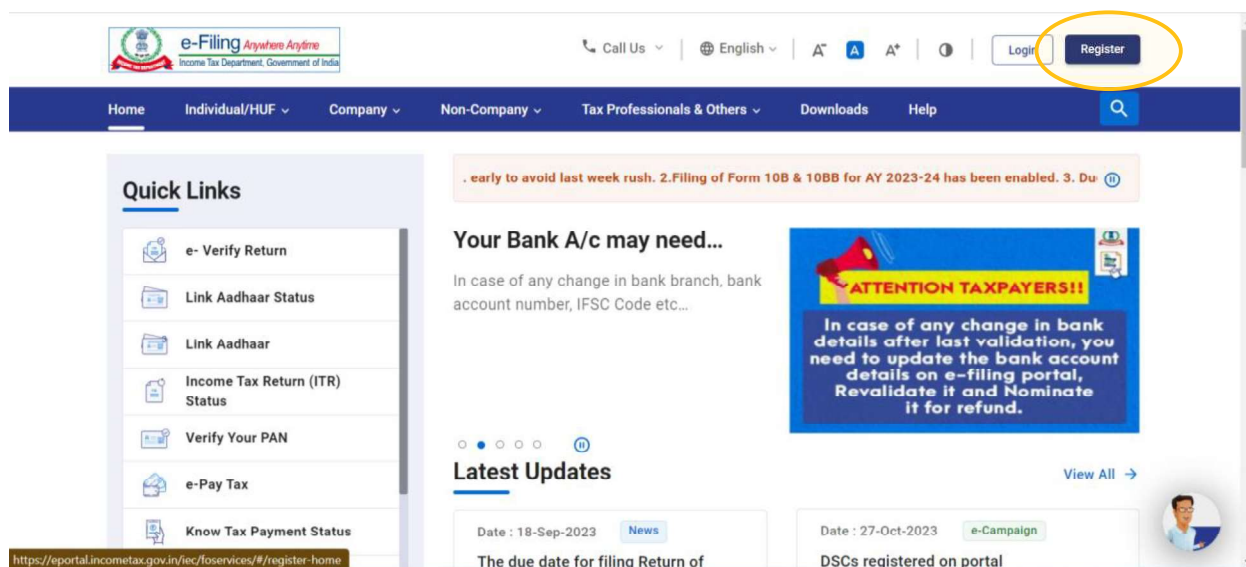 e-Filing Anywhere Anytime
Income Tax Department, Government of India
Call Us
English
A-
A
A+
Login
Register
Home
Individual/HUF
Company
Non-Company
Tax Professionals & Others
Downloads
Help
Quick Links
e- Verify Return
Link Aadhaar Status
Link Aadhaar
Income Tax Return (ITR)
Status
Verify Your PAN
e-Pay Tax
Know Tax Payment Status
. early to avoid last week rush. 2.Filing of Form 10B & 10BB for AY 2023-24 has been enabled. 3. Du
Your Bank A/c may need...
In case of any change in bank branch, bank
account number, IFSC Code etc...
ATTENTION TAXPAYERS!!
In case of any change in bank
details after last validation, you
need to update the bank account
details on e-filing portal,
Revalidate it and Nominate
it for refund.
Latest Updates
View All
Date : 18-Sep-2023
News
The due date for filing Return of
Date : 27-Oct-2023
e-Campaign
DSCs registered on portal
https://eportal.incometax.gov.in/iec/foservices/#/register-home